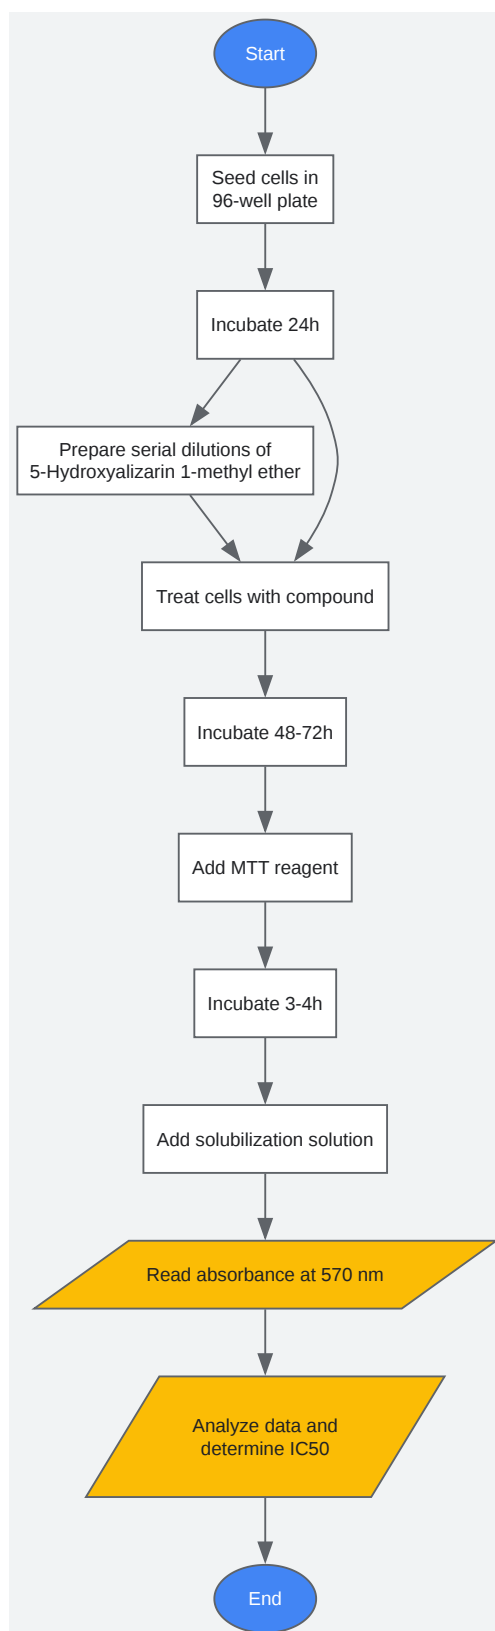 Start
Seed cells in
96-well plate
Incubate 24h
Prepare serial dilutions of
5-Hydroxyalizarin 1-methyl ether
Treat cells with compound
Incubate 48-72h
Add MTT reagent
Incubate 3-4h
Add solubilization solution
Read absorbance at 570 nm
Analyze data and
determine IC50
End